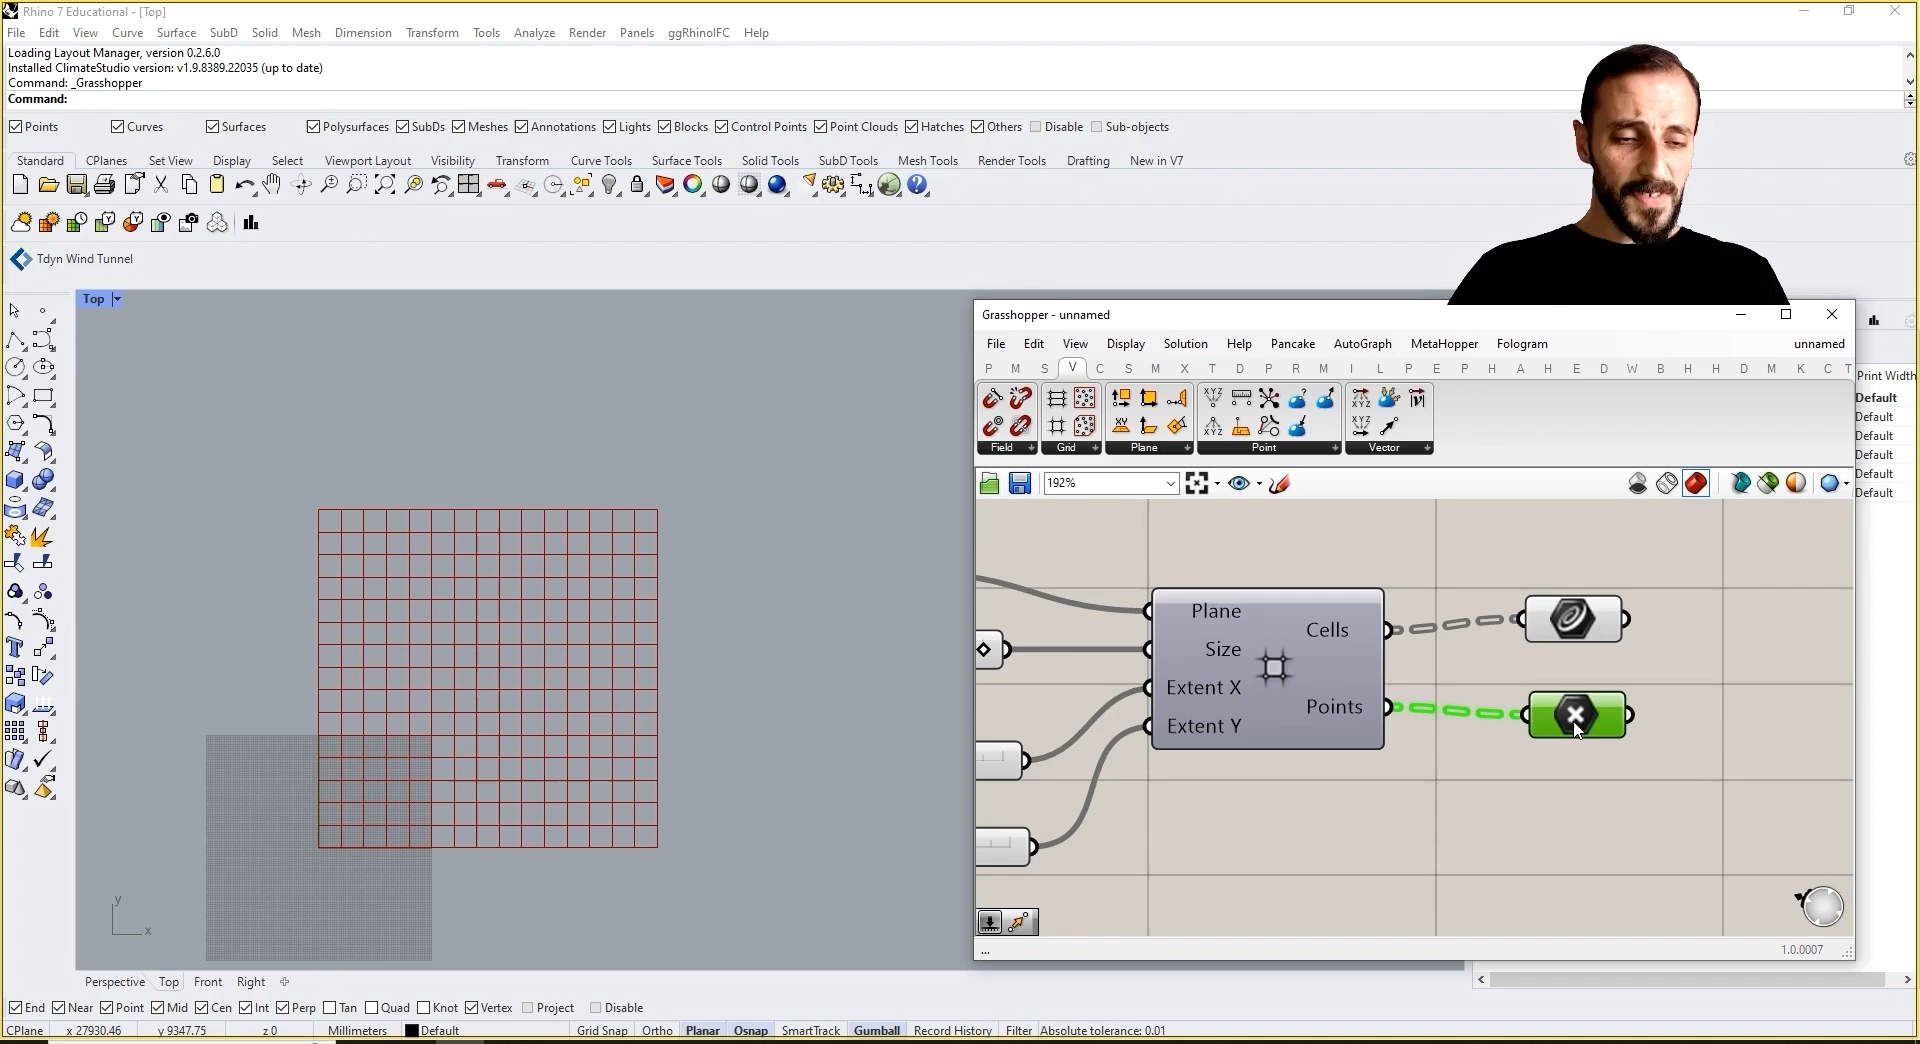 Rhino 7 Educational - [Top]
File Edit View Curve Surface SubD Solid Mesh Dimension Transform Tools Analyze Render Panels ggRhinoIFC Help
Loading Layout Manager, version 0.2.6.0
Installed ClimateStudio version: v1.9.8389.22035 (up to date)
Command: _Grasshopper
Command:
Points Curves Surfaces Polysurfaces SubDs Meshes Annotations Lights Blocks Control Points Point Clouds Hatches Others Disable Sub-objects
Standard CPlanes Set View Display Select Viewport Layout Visibility Transform Curve Tools Surface Tools Solid Tools SubD Tools Mesh Tools Render Tools Drafting New in V7
Tdyn Wind Tunnel
Top
Grasshopper - unnamed
File Edit View Display Solution Help Pancake AutoGraph MetaHopper Fologram unnamed
P M S V C S M X T D P R M I L P E P H A H E D W B H H D M K C T
Field Grid Plane Point Vector
192%
Print Width
Default
Default
Default
Default
Default
Default
Plane
Size
Extent X
Extent Y
Cells
Points
y
x
...
1.0.0007
Perspective Top Front Right
End Near Point Mid Cen Int Perp Tan Quad Knot Vertex Project Disable
CPlane x 27930.46 y 9347.75 z 0 Millimeters Default Grid Snap Ortho Planar Osnap SmartTrack Gumball Record History Filter Absolute tolerance: 0.01